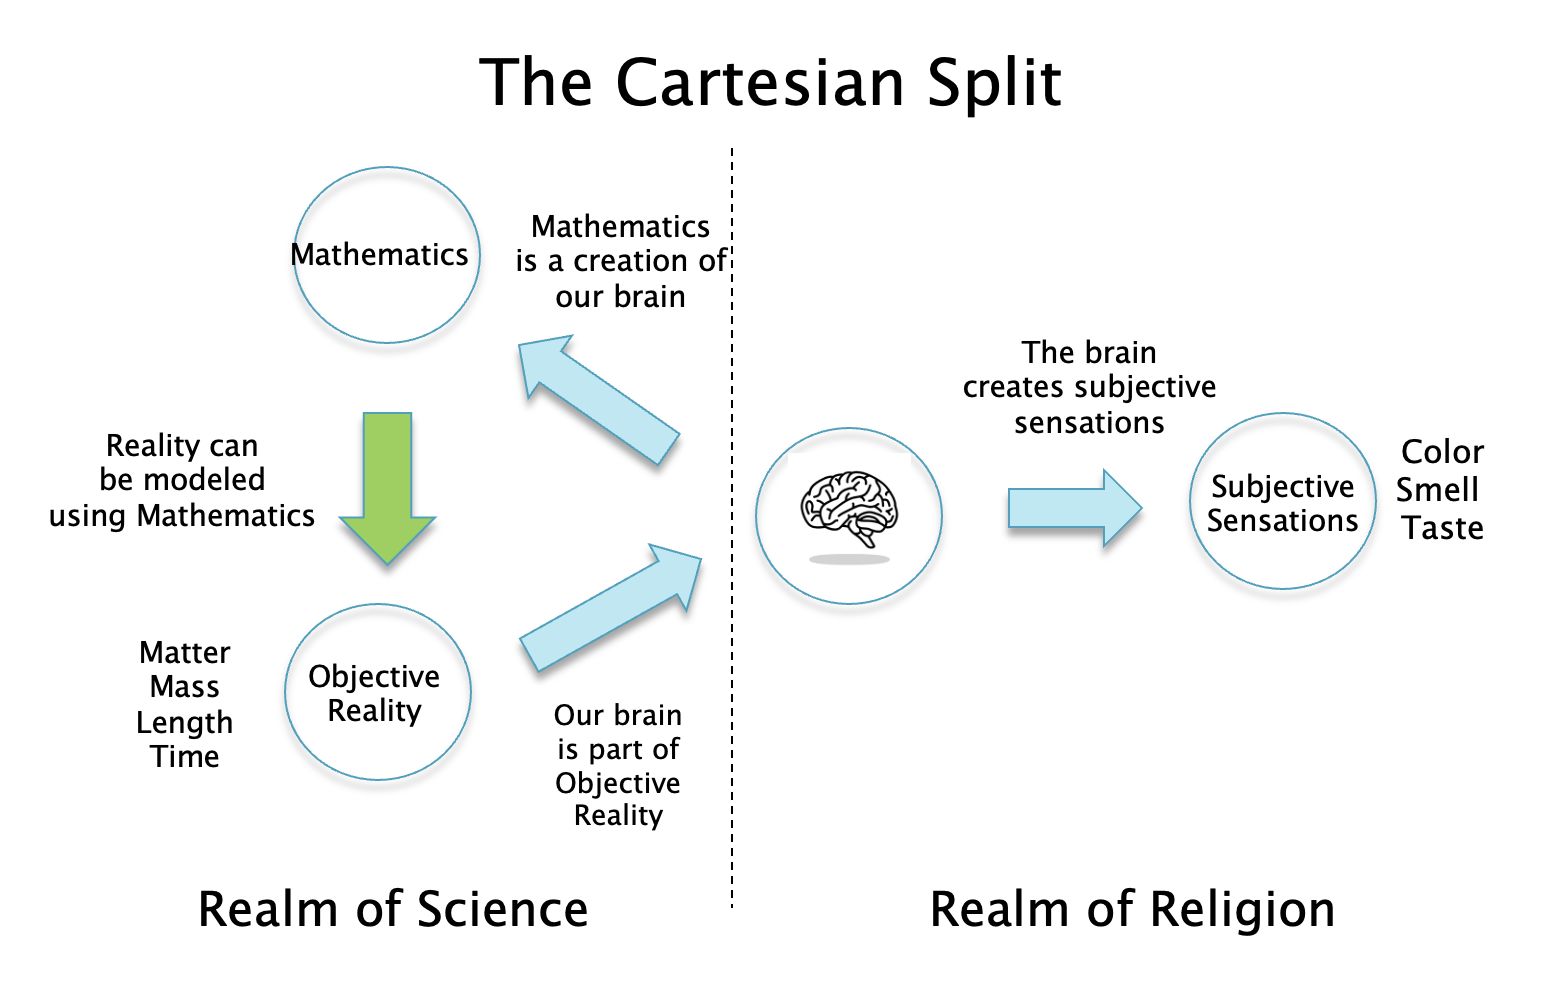 The Cartesian Split
Mathematics
Mathematics
is a creation of
our brain
Reality can
be modeled
using Mathematics
The brain
creates subjective
sensations
Subjective
Sensations
Color
Smell
Taste
Matter
Mass
Length
Time
Objective
Reality
Our brain
is part of
Objective
Reality
Realm of Science
Realm of Religion